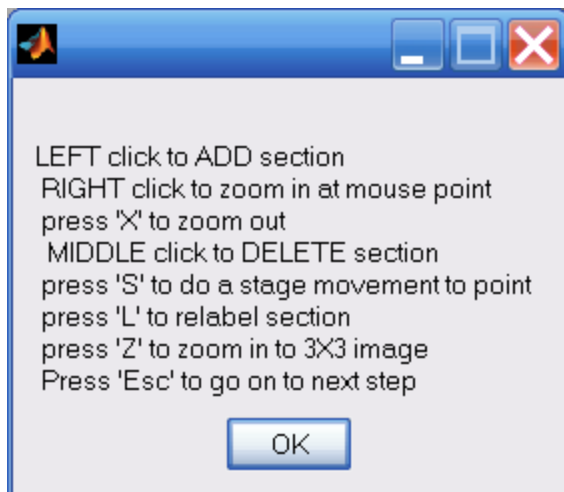 LEFT click to ADD section
RIGHT click to zoom in at mouse point
press 'X' to zoom out
MIDDLE click to DELETE section
press 'S' to do a stage movement to point
press 'L' to relabel section
press 'Z' to zoom in to 3X3 image
Press 'Esc' to go on to next step
OK